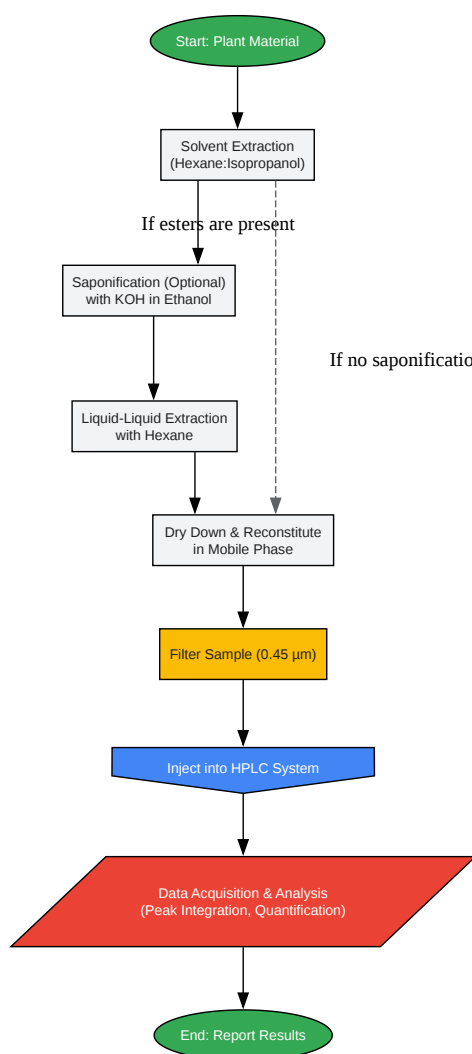 Start: Plant Material
Solvent Extraction
(Hexane:Isopropanol)
If esters are present
Saponification (Optional)
with KOH in Ethanol
If no saponificatio
Liquid-Liquid Extraction
with Hexane
Dry Down & Reconstitute
in Mobile Phase
Filter Sample (0.45 µm)
Inject into HPLC System
Data Acquisition & Analysis
(Peak Integration, Quantification)
End: Report Results